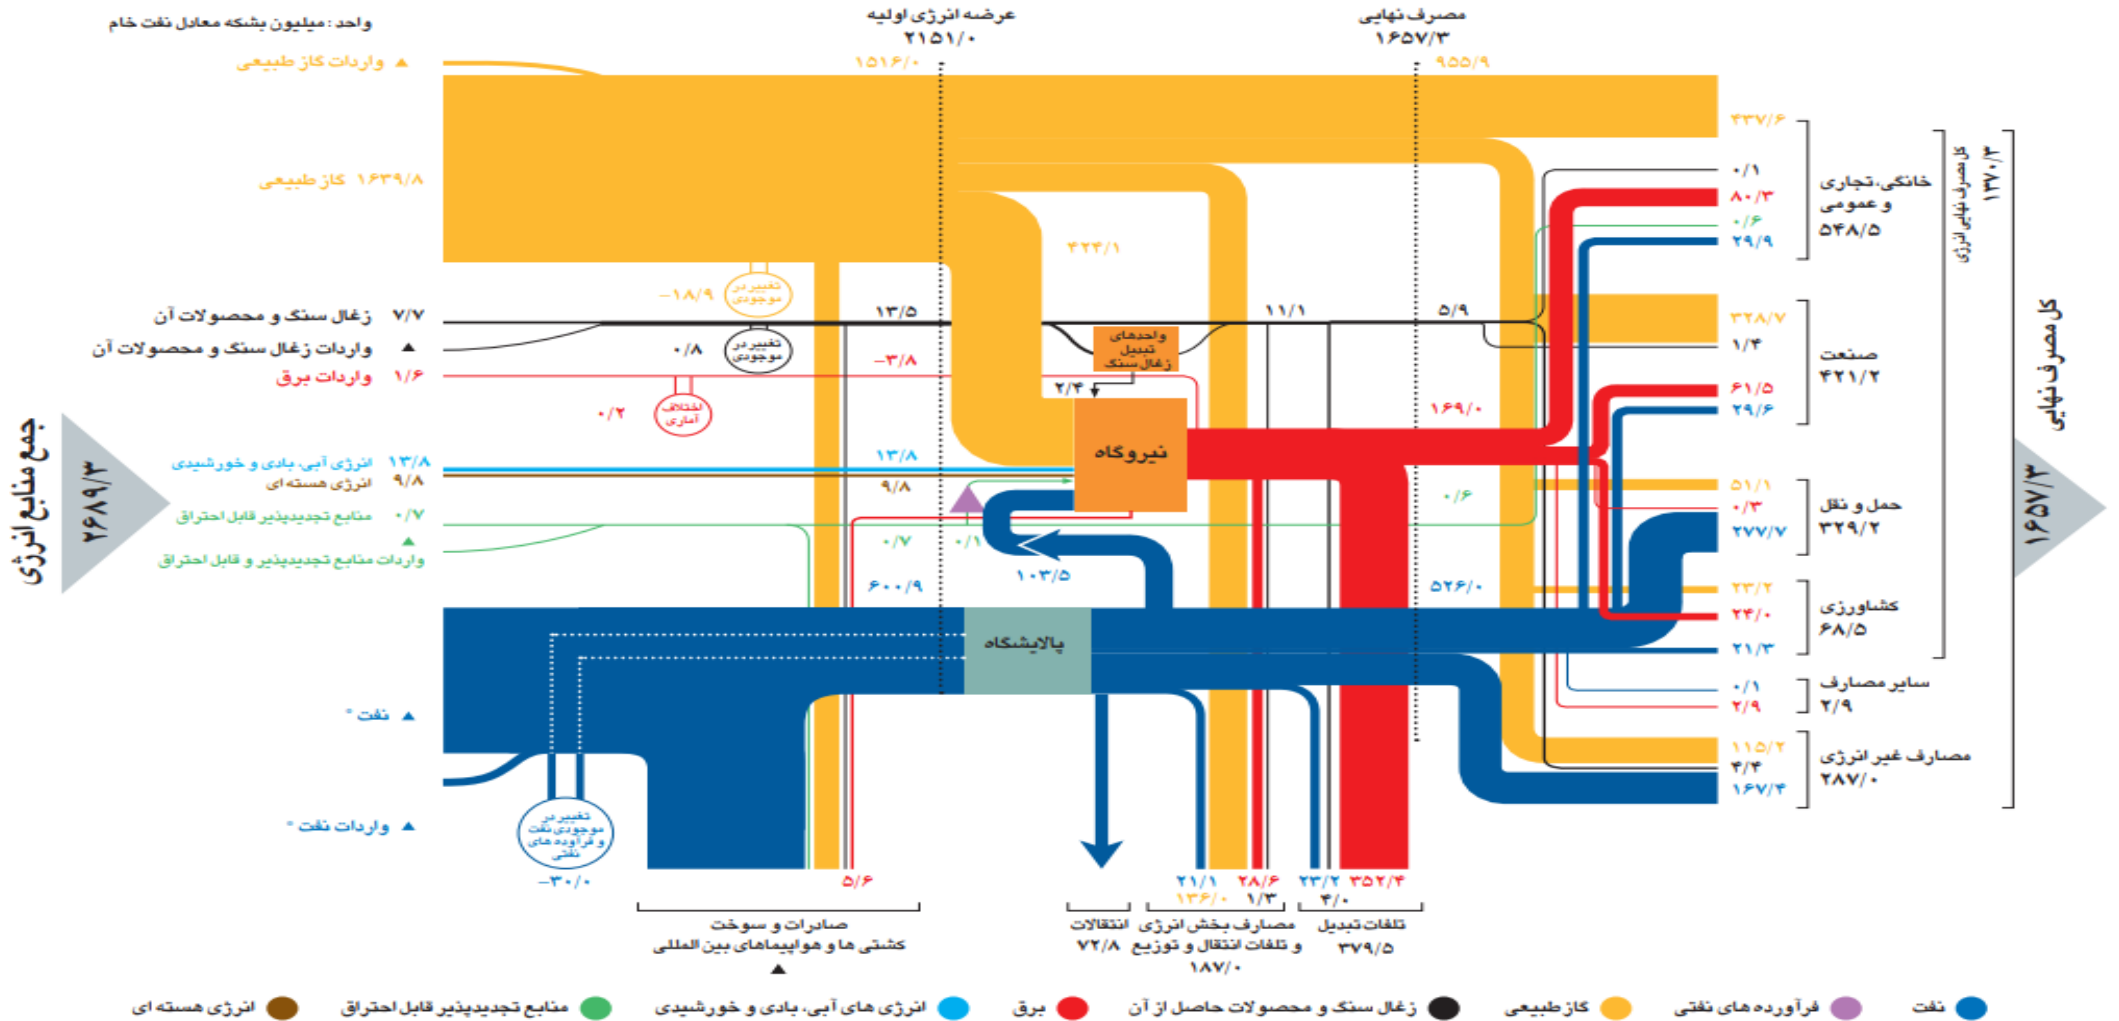 واحد : میلیون بشکه معادل نفت خام
عرضه انرژی اولیه
۲۱۵۱/۰
مصرف نهایی
۱۶۵۷/۳
واردات گاز طبیعی ▲
۱۵۱۶/۰
۹۵۵/۹
۱۶۳۹/۸ گاز طبیعی
۴۲۴/۱
تغییر در
موجودی
−۱۸/۹
زغال سنگ و محصولات آن ۷/۷
۱۳/۵
۱۱/۱
۵/۹
واردات زغال سنگ و محصولات آن ▲
تغییر در
موجودی
۰/۸
واحدهای
تبدیل
زغال سنگ
۲/۴
واردات برق ۱/۶
−۳/۸
اختلاف
آماری
۰/۲
۱۶۹/۰
نیروگاه
انرژی آبی، بادی و خورشیدی ۱۳/۸
۱۳/۸
انرژی هسته ای ۹/۸
۹/۸
منابع تجدیدپذیر قابل احتراق ۰/۷
▲
واردات منابع تجدیدپذیر و قابل احتراق
۰/۷
۰/۱
۰/۶
۱۰۳/۵
۶۰۰/۹
۵۲۶/۰
پالایشگاه
نفت * ▲
واردات نفت * ▲
تغییر در
موجودی نفت
و فرآورده های
نفتی
−۳۰/۰
جمع منابع انرژی
۲۶۸۹/۳
۴۳۷/۶
۰/۱
۸۰/۳
۰/۶
۲۹/۹
خانگی، تجاری
و عمومی
۵۴۸/۵
۳۲۸/۷
۱/۴
۶۱/۵
۲۹/۶
صنعت
۴۲۱/۲
۵۱/۱
۰/۳
۲۷۷/۷
حمل و نقل
۳۲۹/۲
۲۳/۲
۲۴/۰
۲۱/۳
کشاورزی
۶۸/۵
۰/۱
۲/۹
سایر مصارف
۲/۹
۱۱۵/۲
۴/۴
۱۶۷/۴
مصارف غیر انرژی
۲۸۷/۰
کل مصرف نهایی انرژی
۱۳۷۰/۳
کل مصرف نهایی
۱۶۵۷/۳
۵/۶
صادرات و سوخت
کشتی ها و هواپیماهای بین المللی
▲
انتقالات
۷۲/۸
۲۱/۱
۱۳۶/۰
۲۸/۶
۱/۳
مصارف بخش انرژی
و تلفات انتقال و توزیع
۱۸۷/۰
۲۳/۲
۴/۰
۳۵۲/۴
تلفات تبدیل
۳۷۹/۵
نفت
فرآورده های نفتی
گاز طبیعی
زغال سنگ و محصولات حاصل از آن
برق
انرژی های آبی، بادی و خورشیدی
منابع تجدیدپذیر قابل احتراق
انرژی هسته ای